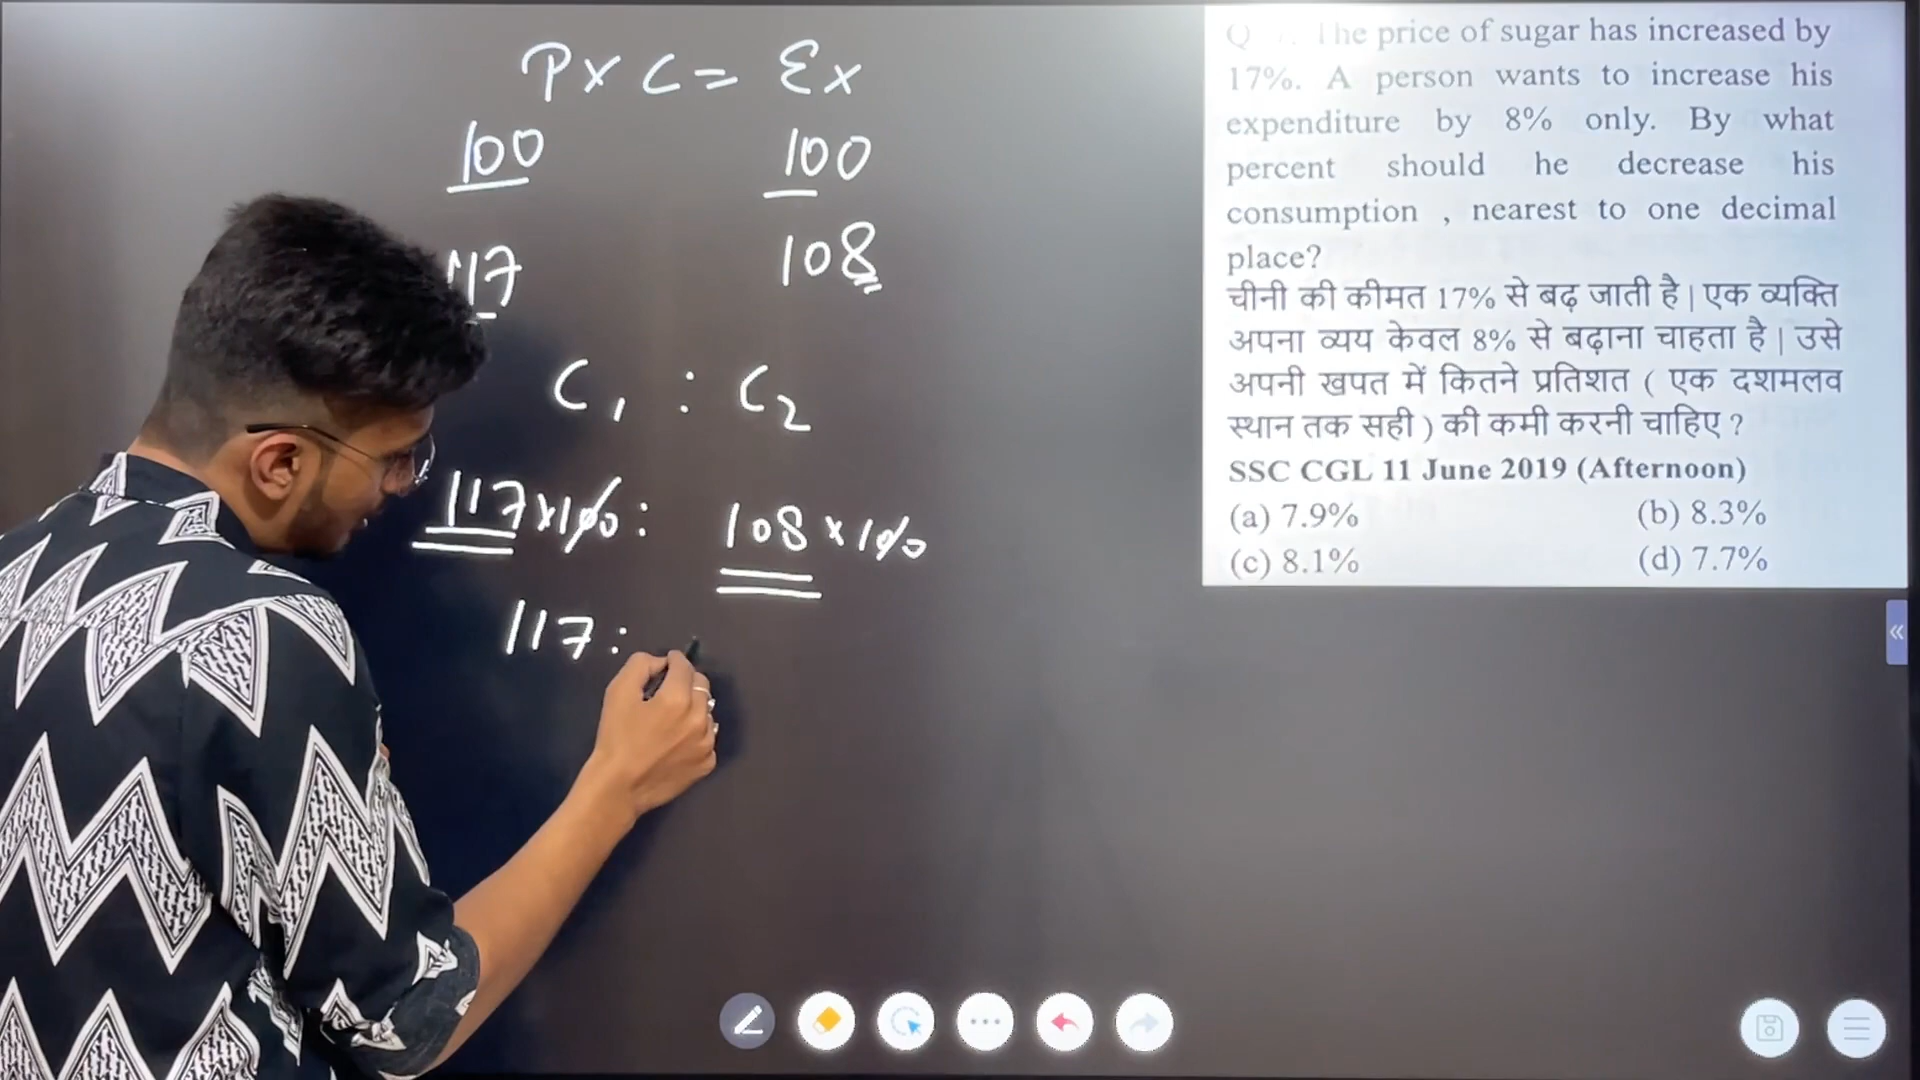 P x C = Ex
100 100
117 108
C1 : C2
117x100 : 108 x 100
117 :
Q The price of sugar has increased by
17%. A person wants to increase his
expenditure by 8% only. By what
percent should he decrease his
consumption , nearest to one decimal
place?
चीनी की कीमत 17% से बढ़ जाती है | एक व्यक्ति
अपना व्यय केवल 8% से बढ़ाना चाहता है | उसे
अपनी खपत में कितने प्रतिशत ( एक दशमलव
स्थान तक सही ) की कमी करनी चाहिए ?
SSC CGL 11 June 2019 (Afternoon)
(a) 7.9% (b) 8.3%
(c) 8.1% (d) 7.7%